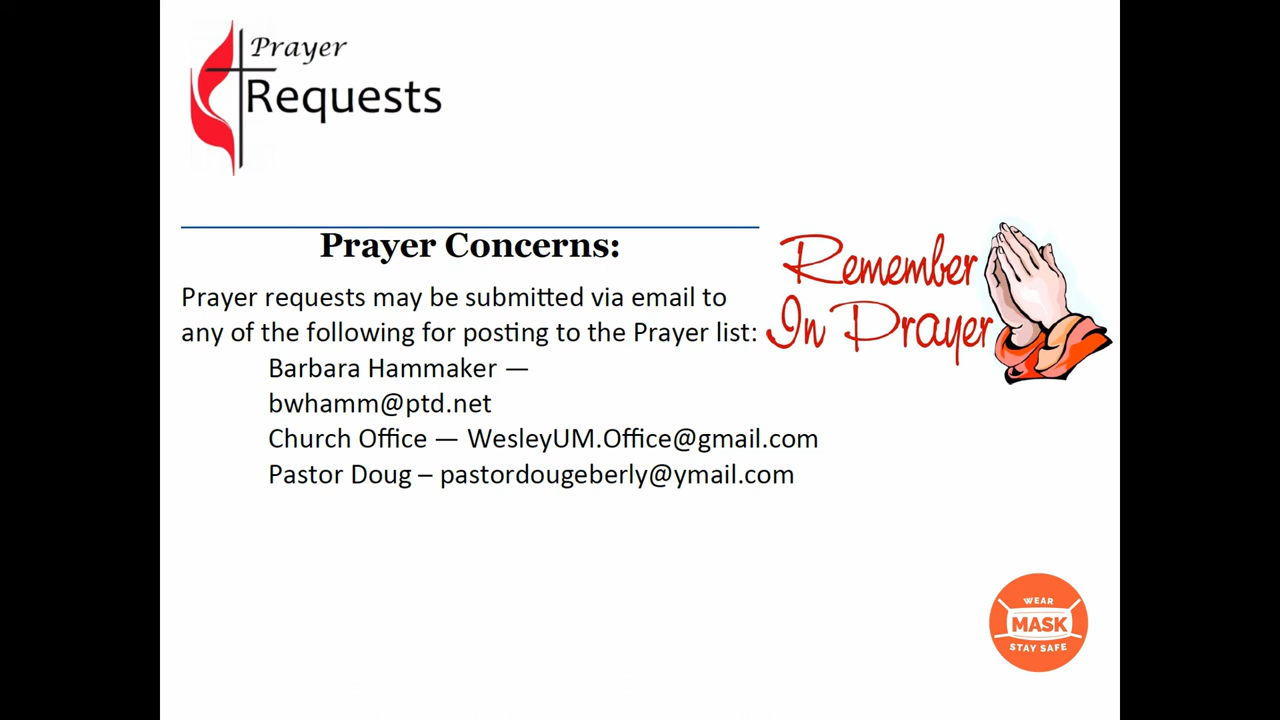 Prayer
Requests
Prayer Concerns:
Remember
In Prayer
Prayer requests may be submitted via email to
any of the following for posting to the Prayer list:
Barbara Hammaker —
bwhamm@ptd.net
Church Office — WesleyUM.Office@gmail.com
Pastor Doug – pastordougeberly@ymail.com
WEAR
MASK
STAY SAFE